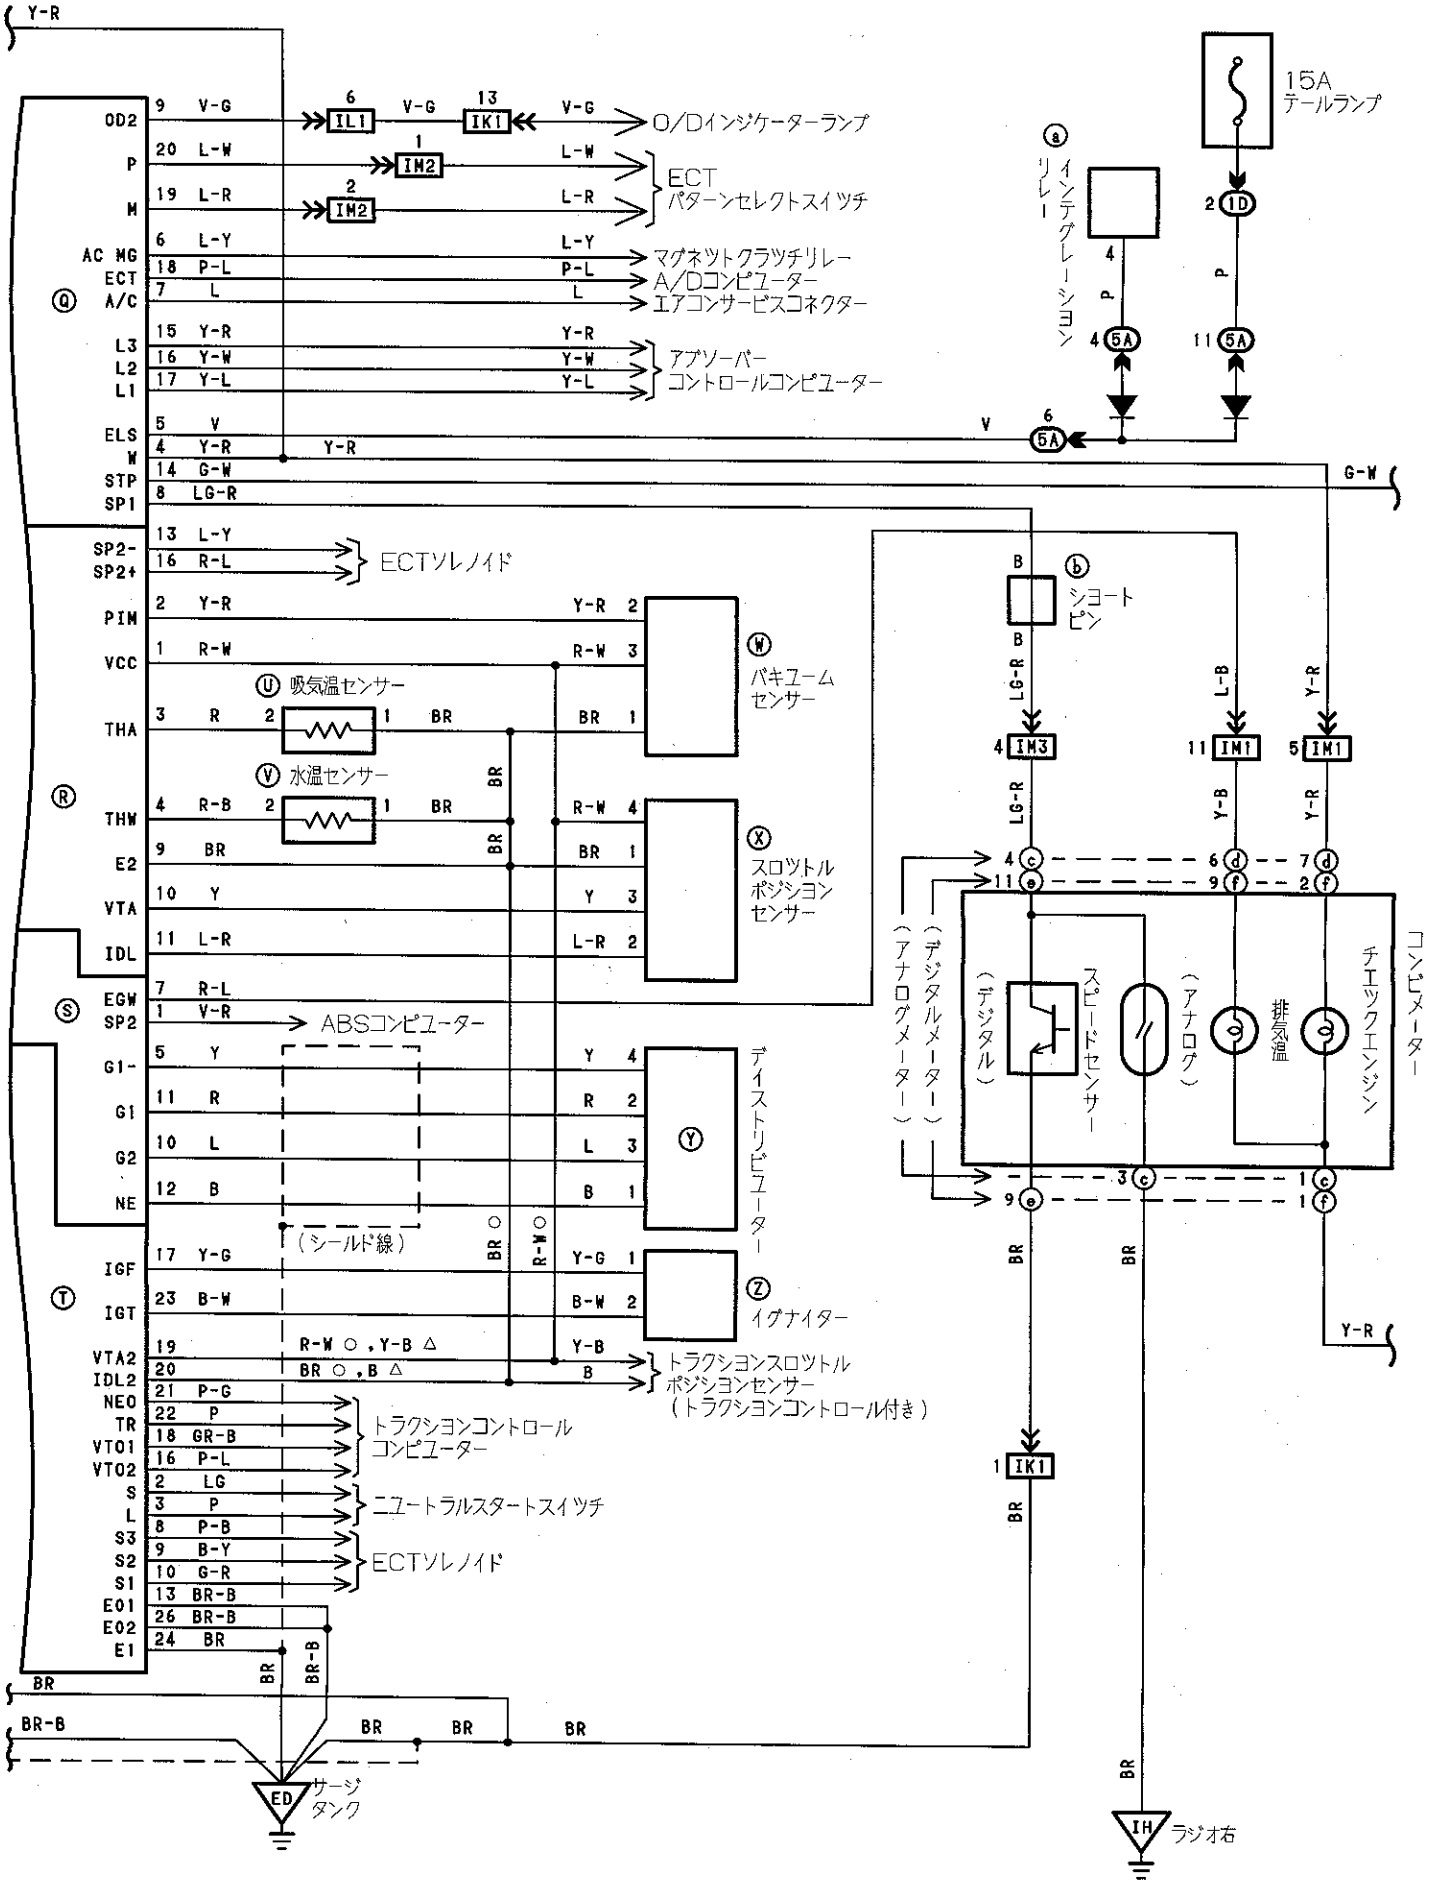 Y-R
15A
テールランプ
OD2 9 V-G 6 IL1 V-G 13 IK1 V-G O/Dインジケーターランプ
P 20 L-W 1 IM2 L-W
M 19 L-R 2 IM2 L-R
ECT
パターンセレクトスイッチ
ⓐ
インテグレーション
リレー
2 1D
4
P
P
AC MG 6 L-Y L-Y マグネットクラッチリレー
ECT 18 P-L P-L A/Dコンピューター
A/C 7 L L エアコンサービスコネクター
Ⓠ
4 5A
11 5A
L3 15 Y-R Y-R
L2 16 Y-W Y-W
L1 17 Y-L Y-L
アブソーバー
コントロールコンピューター
ELS 5 V V 6 5A
W 4 Y-R Y-R
STP 14 G-W G-W
SP1 8 LG-R
SP2- 13 L-Y
SP2+ 16 R-L
ECTソレノイド
B
ⓑ
ショート
ピン
B
PIM 2 Y-R Y-R 2
VCC 1 R-W R-W 3
Ⓦ
バキューム
センサー
LG-R
L-B
Y-R
Ⓤ 吸気温センサー
THA 3 R 2 1 BR BR 1
4 IM3
11 IM1
5 IM1
Ⓥ 水温センサー
BR
Ⓡ
THW 4 R-B 2 1 BR R-W 4
LG-R
Y-B
Y-R
BR
E2 9 BR BR 1
Ⓧ
スロットル
ポジション
センサー
VTA 10 Y Y 3
IDL 11 L-R L-R 2
4 ⓒ 6 ⓓ 7 ⓓ
11 ⓔ 9 ⓕ 2 ⓕ
(アナログメーター)
(デジタルメーター)
(デジタル)
スピードセンサー
(アナログ)
排気温
チェックエンジン
コンビメーター
Ⓢ
EGW 7 R-L
SP2 1 V-R ABSコンピューター
G1- 5 Y Y 4
G1 11 R R 2
G2 10 L L 3
NE 12 B B 1
Ⓨ
ディストリビューター
(シールド線)
BR ○
R-W ○
3 ⓒ 1 ⓒ
9 ⓔ 1 ⓕ
BR
BR
Ⓣ
IGF 17 Y-G Y-G 1
IGT 23 B-W B-W 2
Ⓩ
イグナイター
VTA2 19 R-W ○ , Y-B △ Y-B
IDL2 20 BR ○ , B △ B
トラクションスロットル
ポジションセンサー
(トラクションコントロール付き)
Y-R
NEO 21 P-G
TR 22 P
VTO1 18 GR-B
VTO2 16 P-L
トラクションコントロール
コンピューター
S 2 LG
L 3 P
ニュートラルスタートスイッチ
S3 8 P-B
S2 9 B-Y
S1 10 G-R
ECTソレノイド
1 IK1
BR
E01 13 BR-B
E02 26 BR-B
E1 24 BR
BR
BR-B
BR
BR-B BR BR BR
BR
ED サージ
タンク
IH ラジオ右